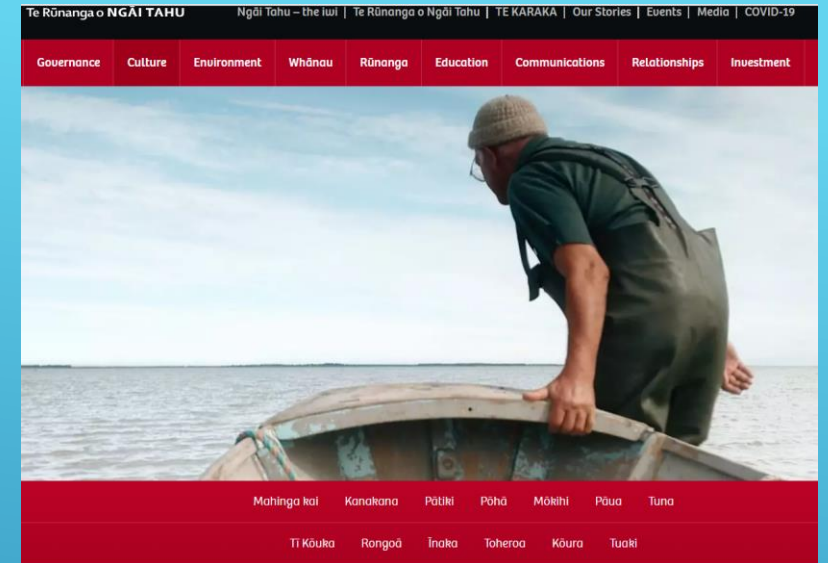 Te Rūnanga o NGĀI TAHU Ngāi Tahu – the iwi | Te Rūnanga o Ngāi Tahu | TE KARAKA | Our Stories | Events | Media | COVID-19
Governance Culture Environment Whānau Rūnanga Education Communications Relationships Investment
Mahinga kai Kanakana Pātiki Pōhā Mōkihi Pāua Tuna
Tī Kōuka Rongoā Īnaka Toheroa Kōura Tuaki